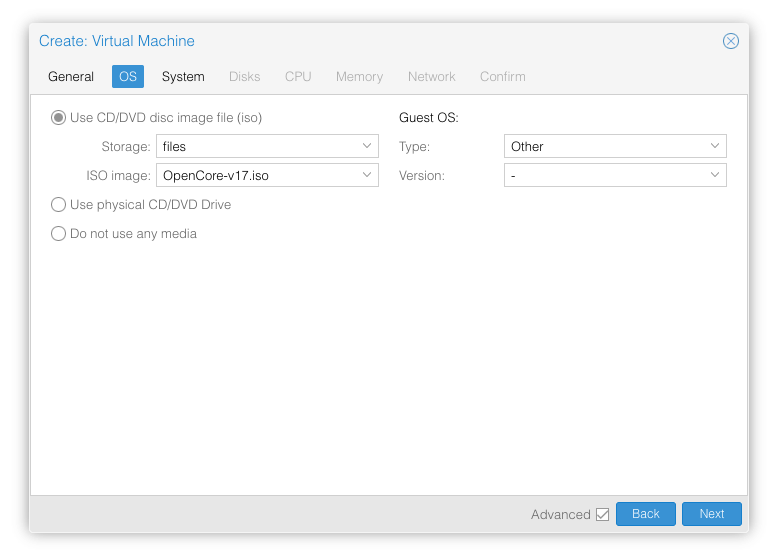 Create: Virtual Machine
General OS System Disks CPU Memory Network Confirm
Use CD/DVD disc image file (iso)
Storage: files
ISO image: OpenCore-v17.iso
Use physical CD/DVD Drive
Do not use any media
Guest OS:
Type: Other
Version: -
Advanced Back Next